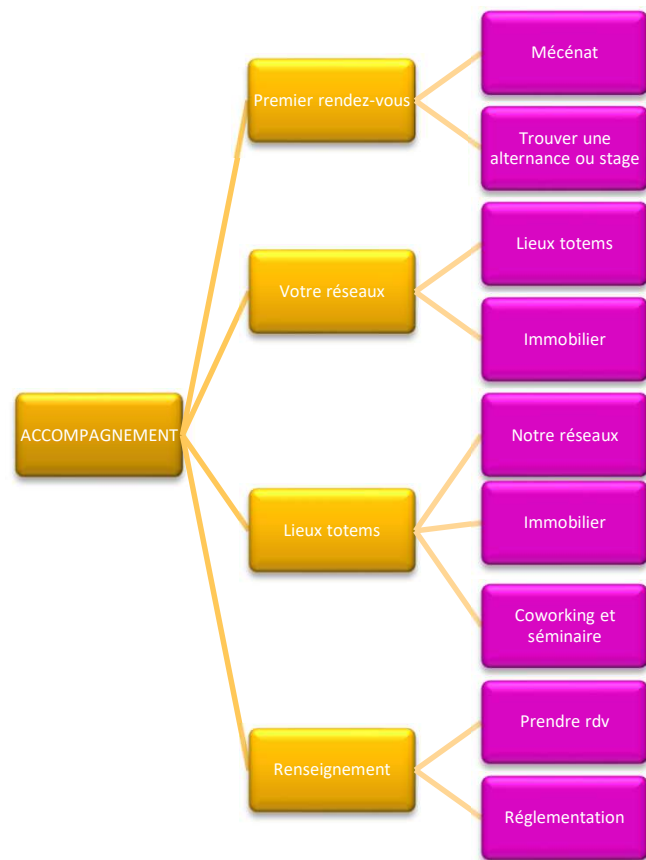 ACCOMPAGNEMENT
Premier rendez-vous
Mécénat
Trouver une
alternance ou stage
Votre réseaux
Lieux totems
Immobilier
Lieux totems
Notre réseaux
Immobilier
Coworking et
séminaire
Renseignement
Prendre rdv
Réglementation